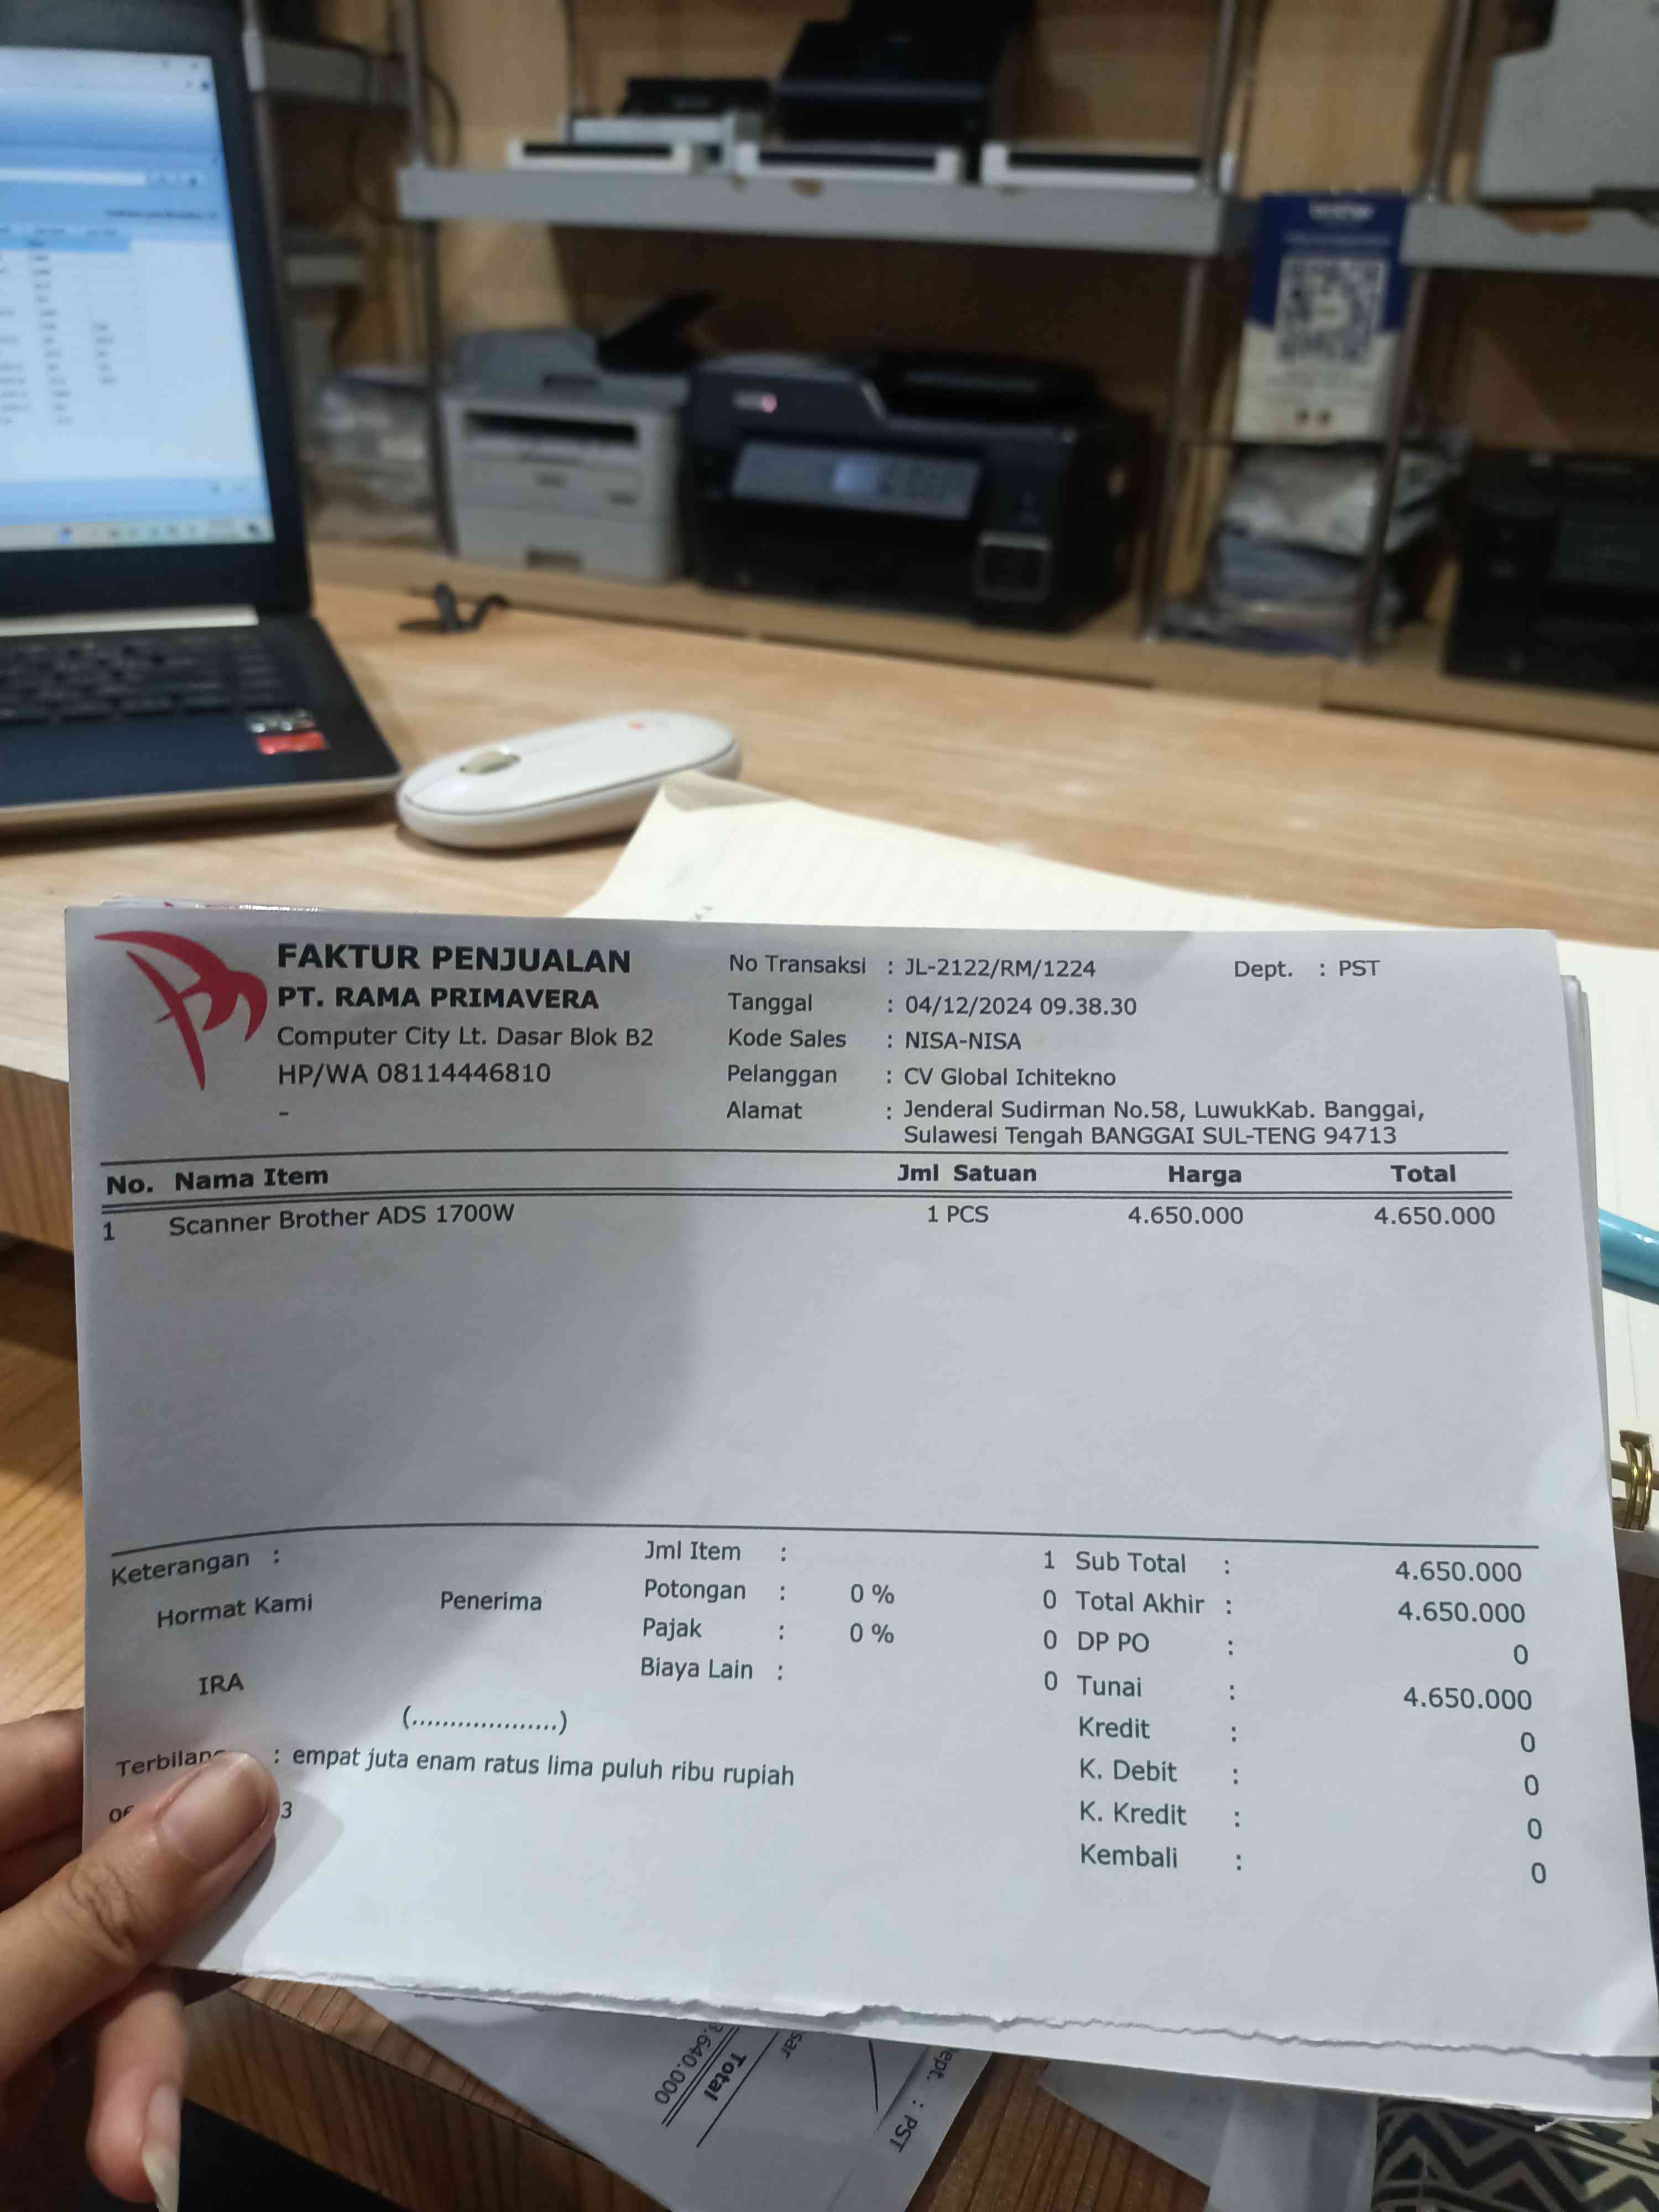 FAKTUR PENJUALAN
PT. RAMA PRIMAVERA
Computer City Lt. Dasar Blok B2
HP/WA 08114446810
-
No Transaksi : JL-2122/RM/1224 Dept. : PST
Tanggal : 04/12/2024 09.38.30
Kode Sales : NISA-NISA
Pelanggan : CV Global Ichitekno
Alamat : Jenderal Sudirman No.58, LuwukKab. Banggai,
Sulawesi Tengah BANGGAI SUL-TENG 94713
No. Nama Item Jml Satuan Harga Total
1 Scanner Brother ADS 1700W 1 PCS 4.650.000 4.650.000
Keterangan :
Hormat Kami Penerima
IRA
(...................)
Jml Item : 1
Potongan : 0 % 0
Pajak : 0 % 0
Biaya Lain : 0
Sub Total : 4.650.000
Total Akhir : 4.650.000
DP PO : 0
Tunai : 4.650.000
Kredit : 0
K. Debit : 0
K. Kredit : 0
Kembali : 0
Terbilang : empat juta enam ratus lima puluh ribu rupiah
Total
3.640.000
: PST